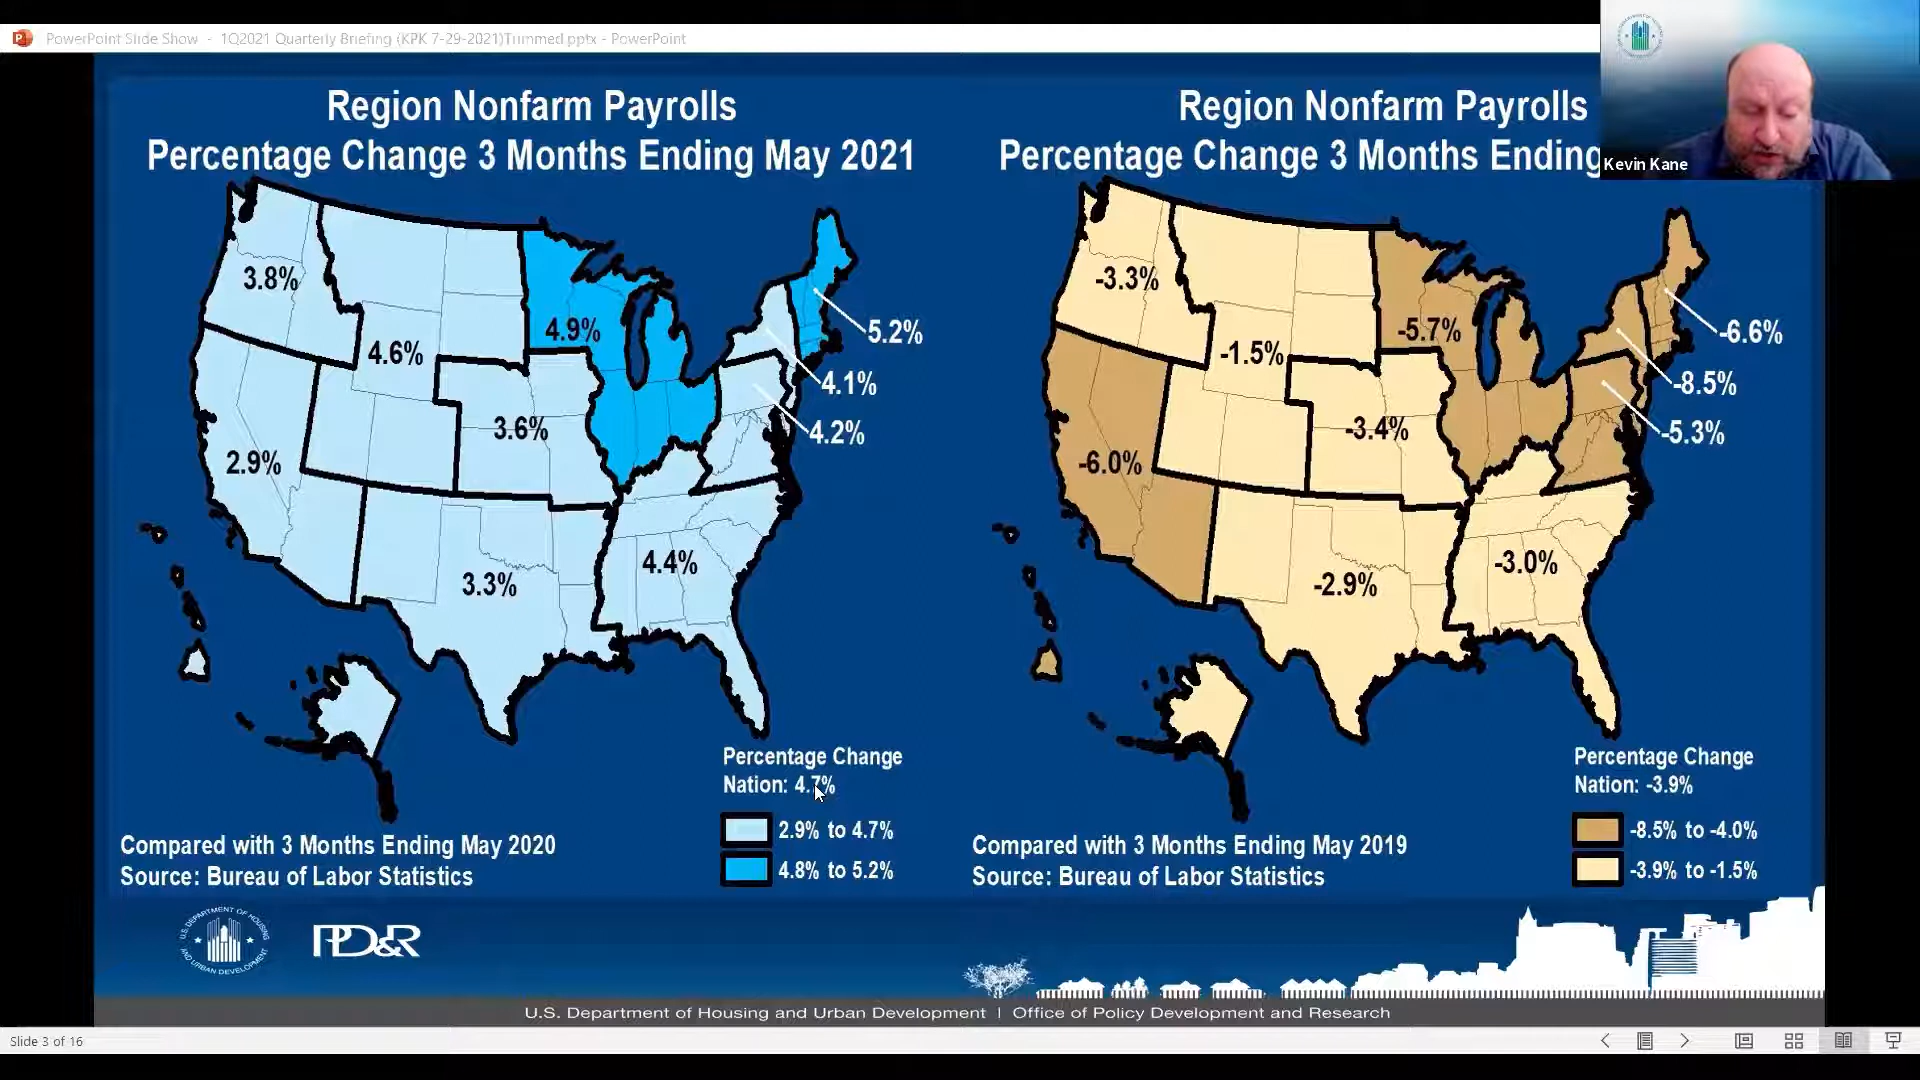 PowerPoint Slide Show - 1Q2021 Quarterly Briefing (KPK 7-29-2021)Trimmed.pptx - PowerPoint
Kevin Kane
Region Nonfarm Payrolls
Percentage Change 3 Months Ending May 2021
3.8%
4.6%
4.9%
5.2%
4.1%
4.2%
3.6%
2.9%
4.4%
3.3%
Percentage Change
Nation: 4.7%
2.9% to 4.7%
4.8% to 5.2%
Compared with 3 Months Ending May 2020
Source: Bureau of Labor Statistics
Region Nonfarm Payrolls
Percentage Change 3 Months Ending
-3.3%
-1.5%
-5.7%
-6.6%
-8.5%
-5.3%
-3.4%
-6.0%
-3.0%
-2.9%
Percentage Change
Nation: -3.9%
-8.5% to -4.0%
-3.9% to -1.5%
Compared with 3 Months Ending May 2019
Source: Bureau of Labor Statistics
U.S. DEPARTMENT OF HOUSING
AND URBAN DEVELOPMENT
PD&R
U.S. Department of Housing and Urban Development | Office of Policy Development and Research
Slide 3 of 16